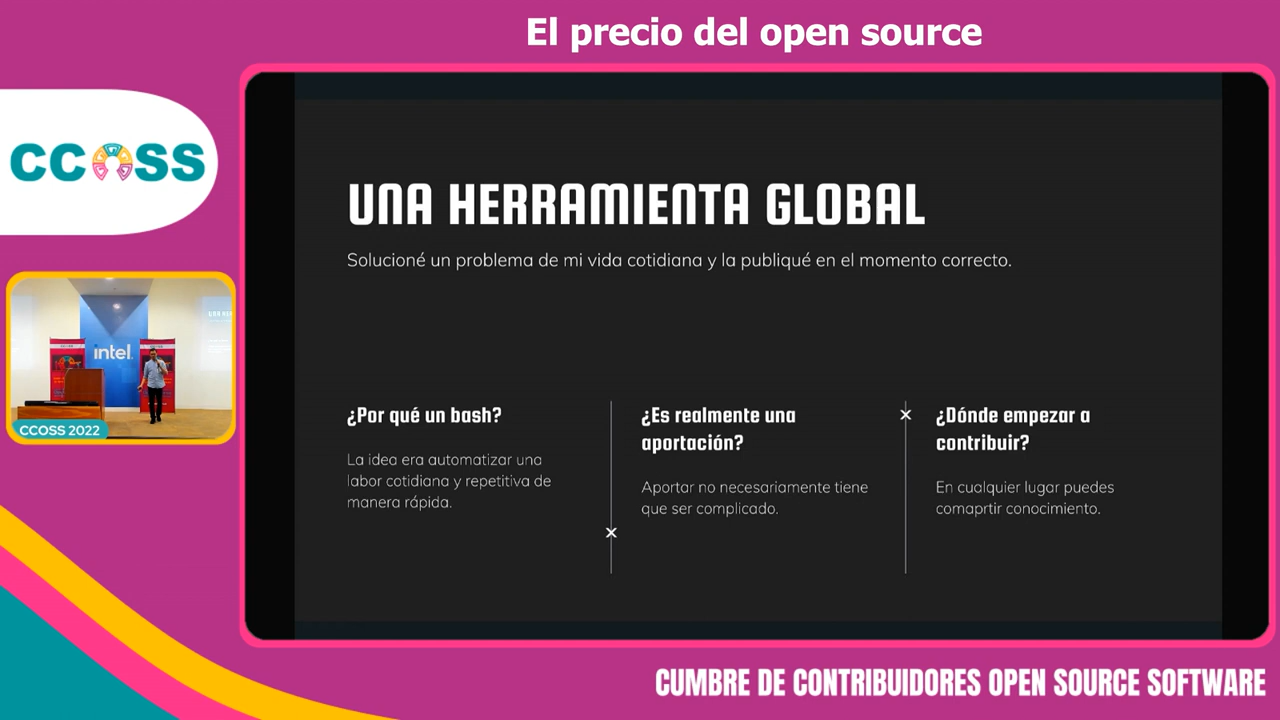 El precio del open source
CCOSS
UNA HERRAMIENTA GLOBAL
Solucioné un problema de mi vida cotidiana y la publiqué en el momento correcto.
¿Por qué un bash?
La idea era automatizar una
labor cotidiana y repetitiva de
manera rápida.
¿Es realmente una
aportación?
Aportar no necesariamente tiene
que ser complicado.
¿Dónde empezar a
contribuir?
En cualquier lugar puedes
comaprtir conocimiento.
intel.
CCOSS 2022
CUMBRE DE CONTRIBUIDORES OPEN SOURCE SOFTWARE